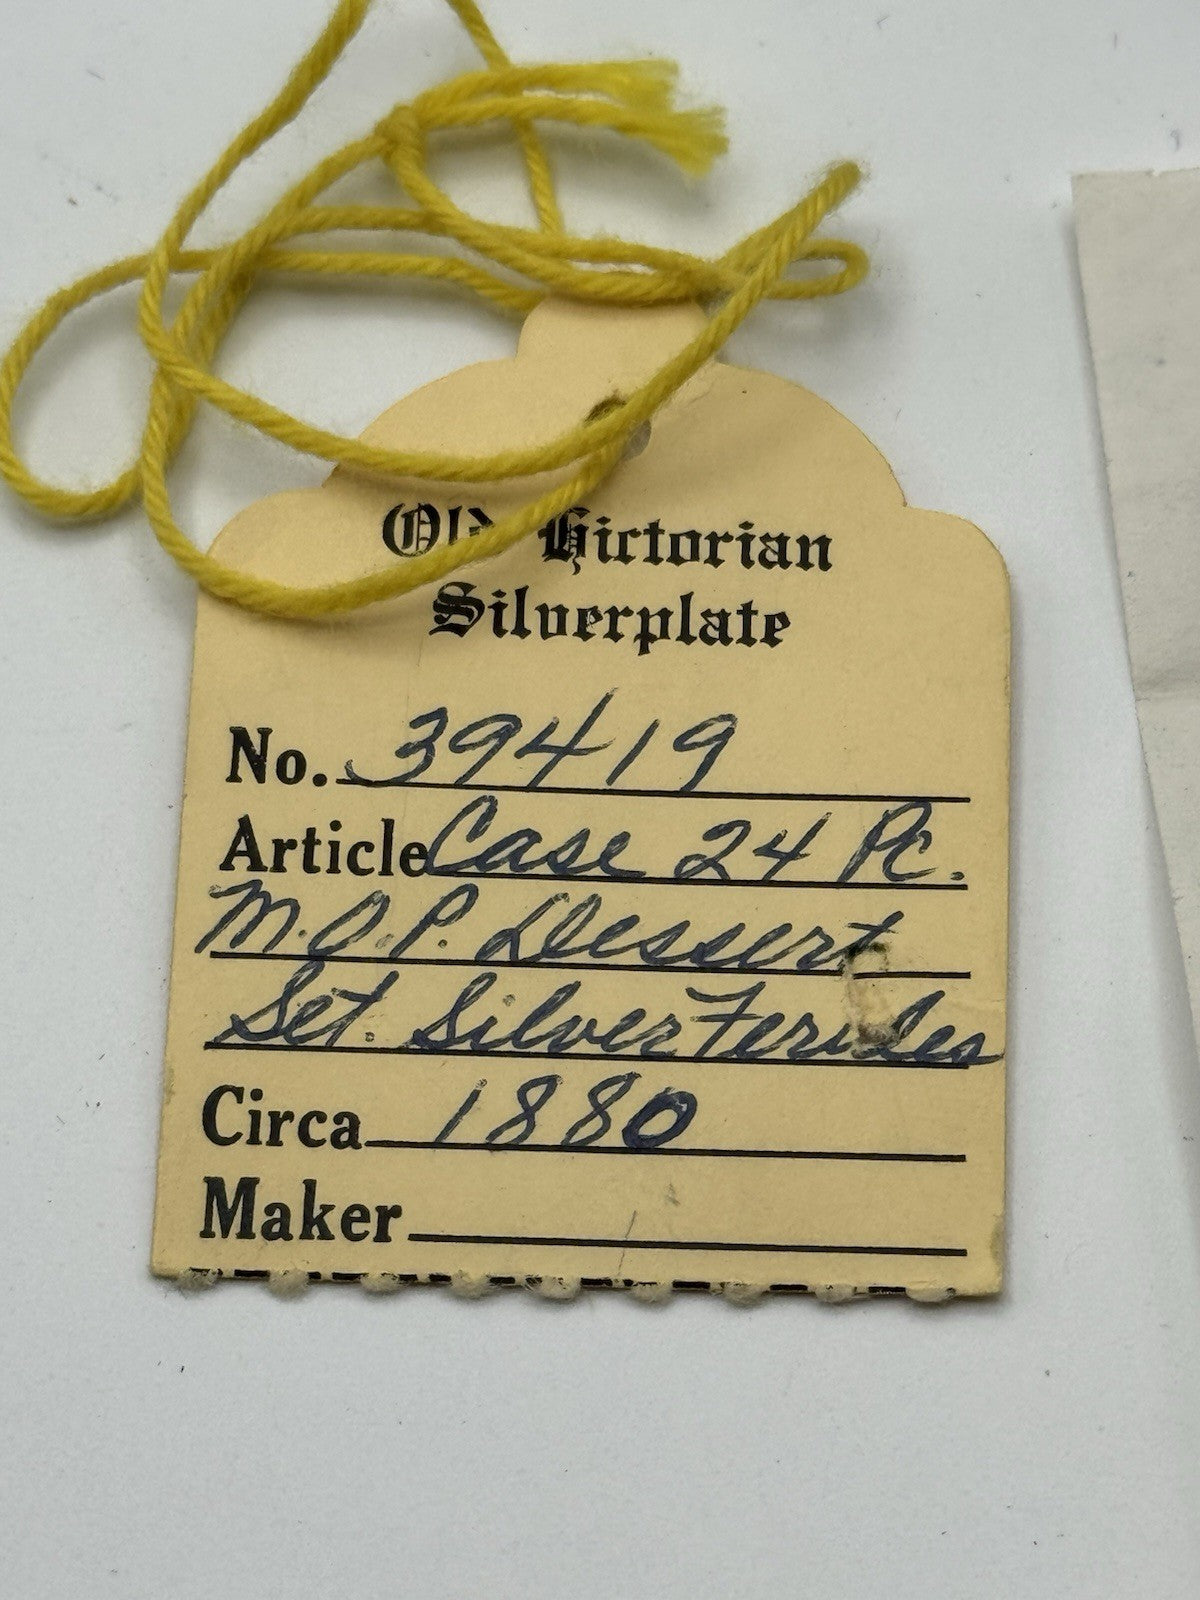 Old Victorian
Silverplate
No. 39419
Article Case 24 Pc.
M.O.P. Dessert
Set. Silver Ferules
Circa 1880
Maker